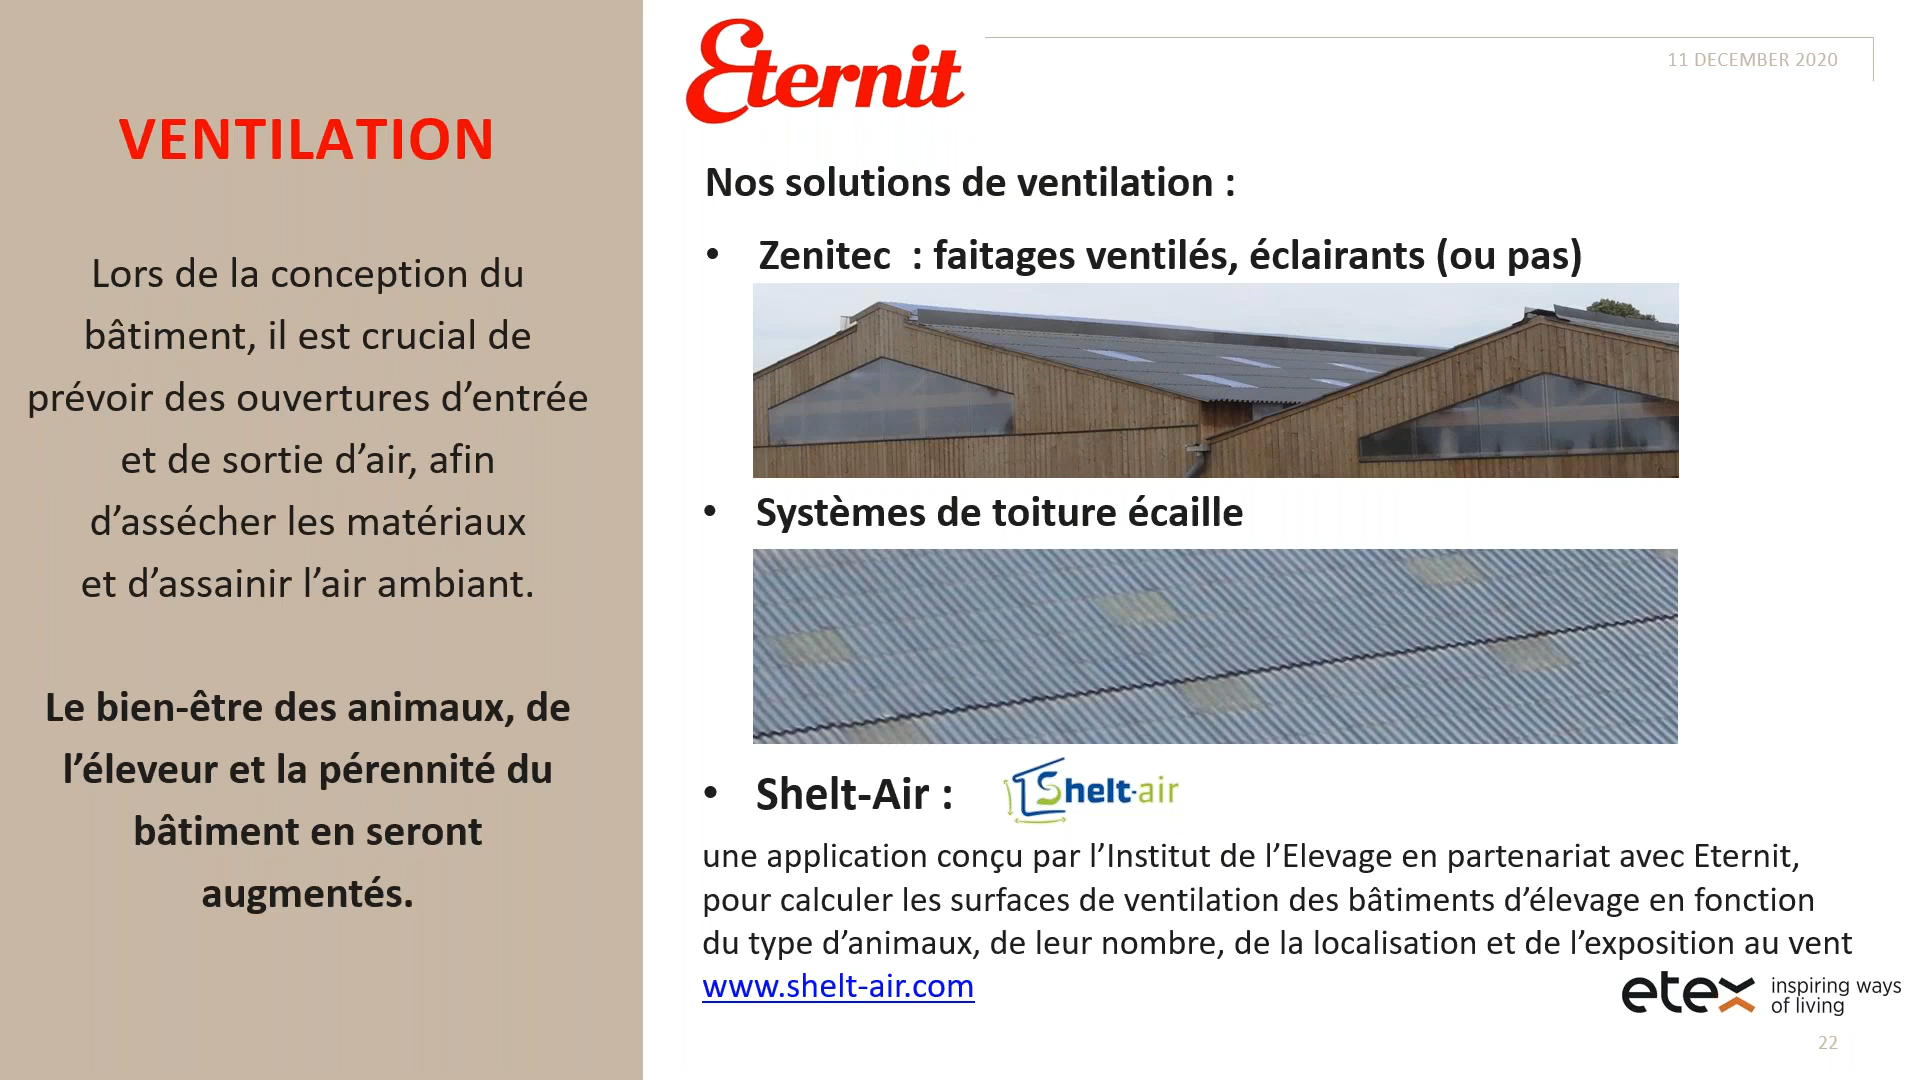 VENTILATION
Lors de la conception du
bâtiment, il est crucial de
prévoir des ouvertures d’entrée
et de sortie d’air, afin
d’assécher les matériaux
et d’assainir l’air ambiant.
Le bien-être des animaux, de
l’éleveur et la pérennité du
bâtiment en seront
augmentés.
Eternit
11 DECEMBER 2020
Nos solutions de ventilation :
• Zenitec : faitages ventilés, éclairants (ou pas)
• Systèmes de toiture écaille
• Shelt-Air : Shelt-air
une application conçu par l’Institut de l’Elevage en partenariat avec Eternit,
pour calculer les surfaces de ventilation des bâtiments d’élevage en fonction
du type d’animaux, de leur nombre, de la localisation et de l’exposition au vent
www.shelt-air.com
etex inspiring ways
of living
22